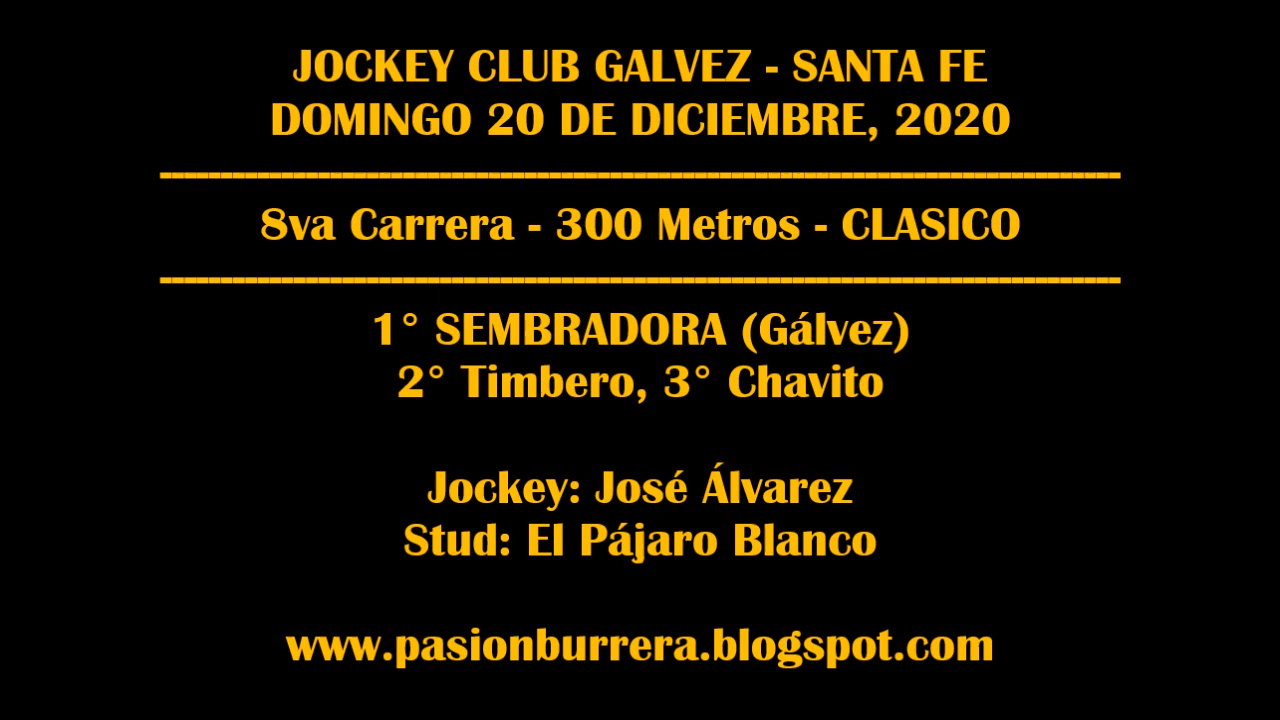 JOCKEY CLUB GALVEZ - SANTA FE
DOMINGO 20 DE DICIEMBRE, 2020
8va Carrera - 300 Metros - CLASICO
1° SEMBRADORA (Gálvez)
2° Timbero, 3° Chavito
Jockey: José Álvarez
Stud: El Pájaro Blanco
www.pasionburrera.blogspot.com